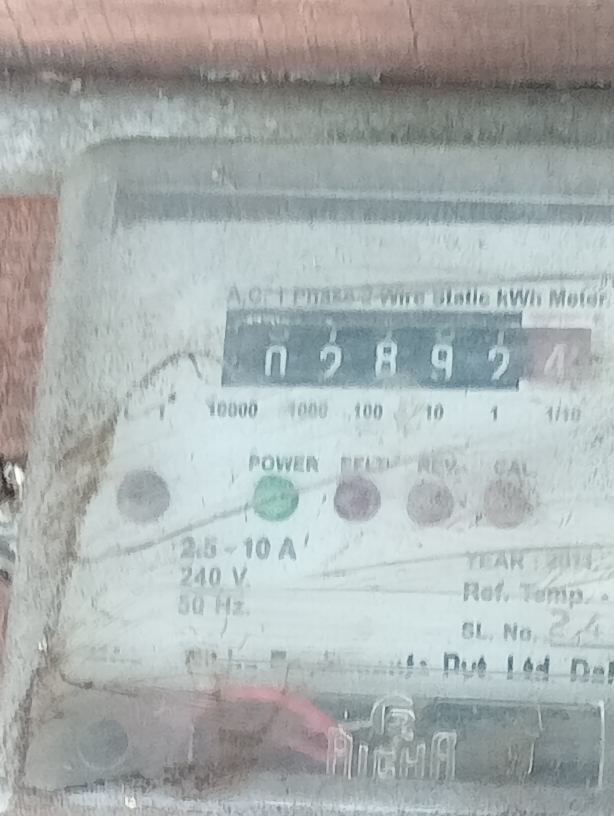 A.C. 1 Phase 2 Wire Static kWh Meter
0 2 8 9 2 4
10000 1000 100 10 1 1/10
POWER REV. CAL
2.5 - 10 A
240 V.
50 Hz.
YEAR :
Ref. Temp. -
SL. No. 24
Pvt Ltd